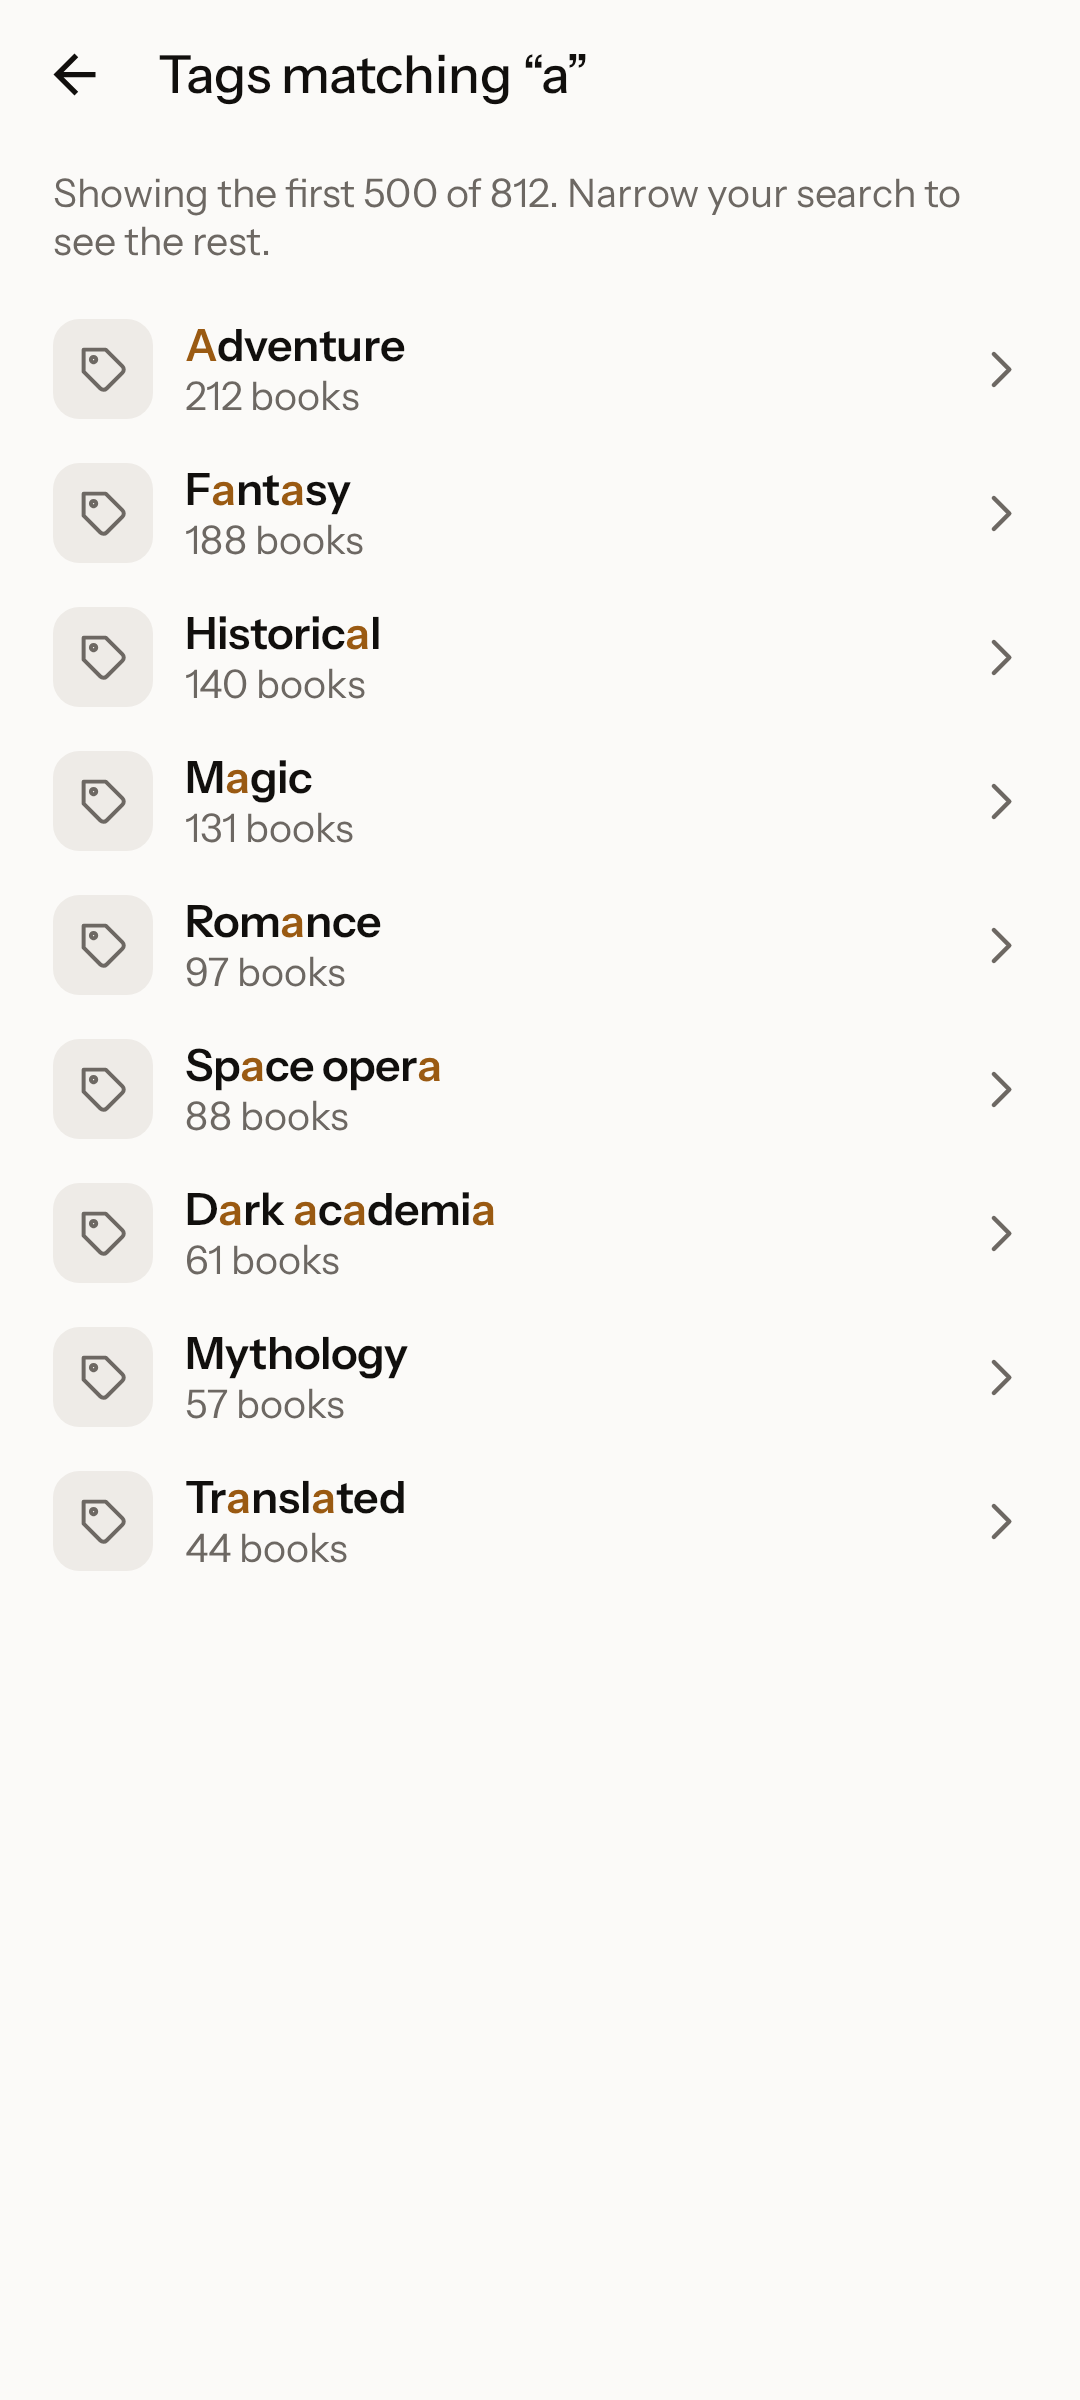 Tags matching “a”
Showing the first 500 of 812. Narrow your search to
see the rest.
Adventure
212 books
Fantasy
188 books
Historical
140 books
Magic
131 books
Romance
97 books
Space opera
88 books
Dark academia
61 books
Mythology
57 books
Translated
44 books